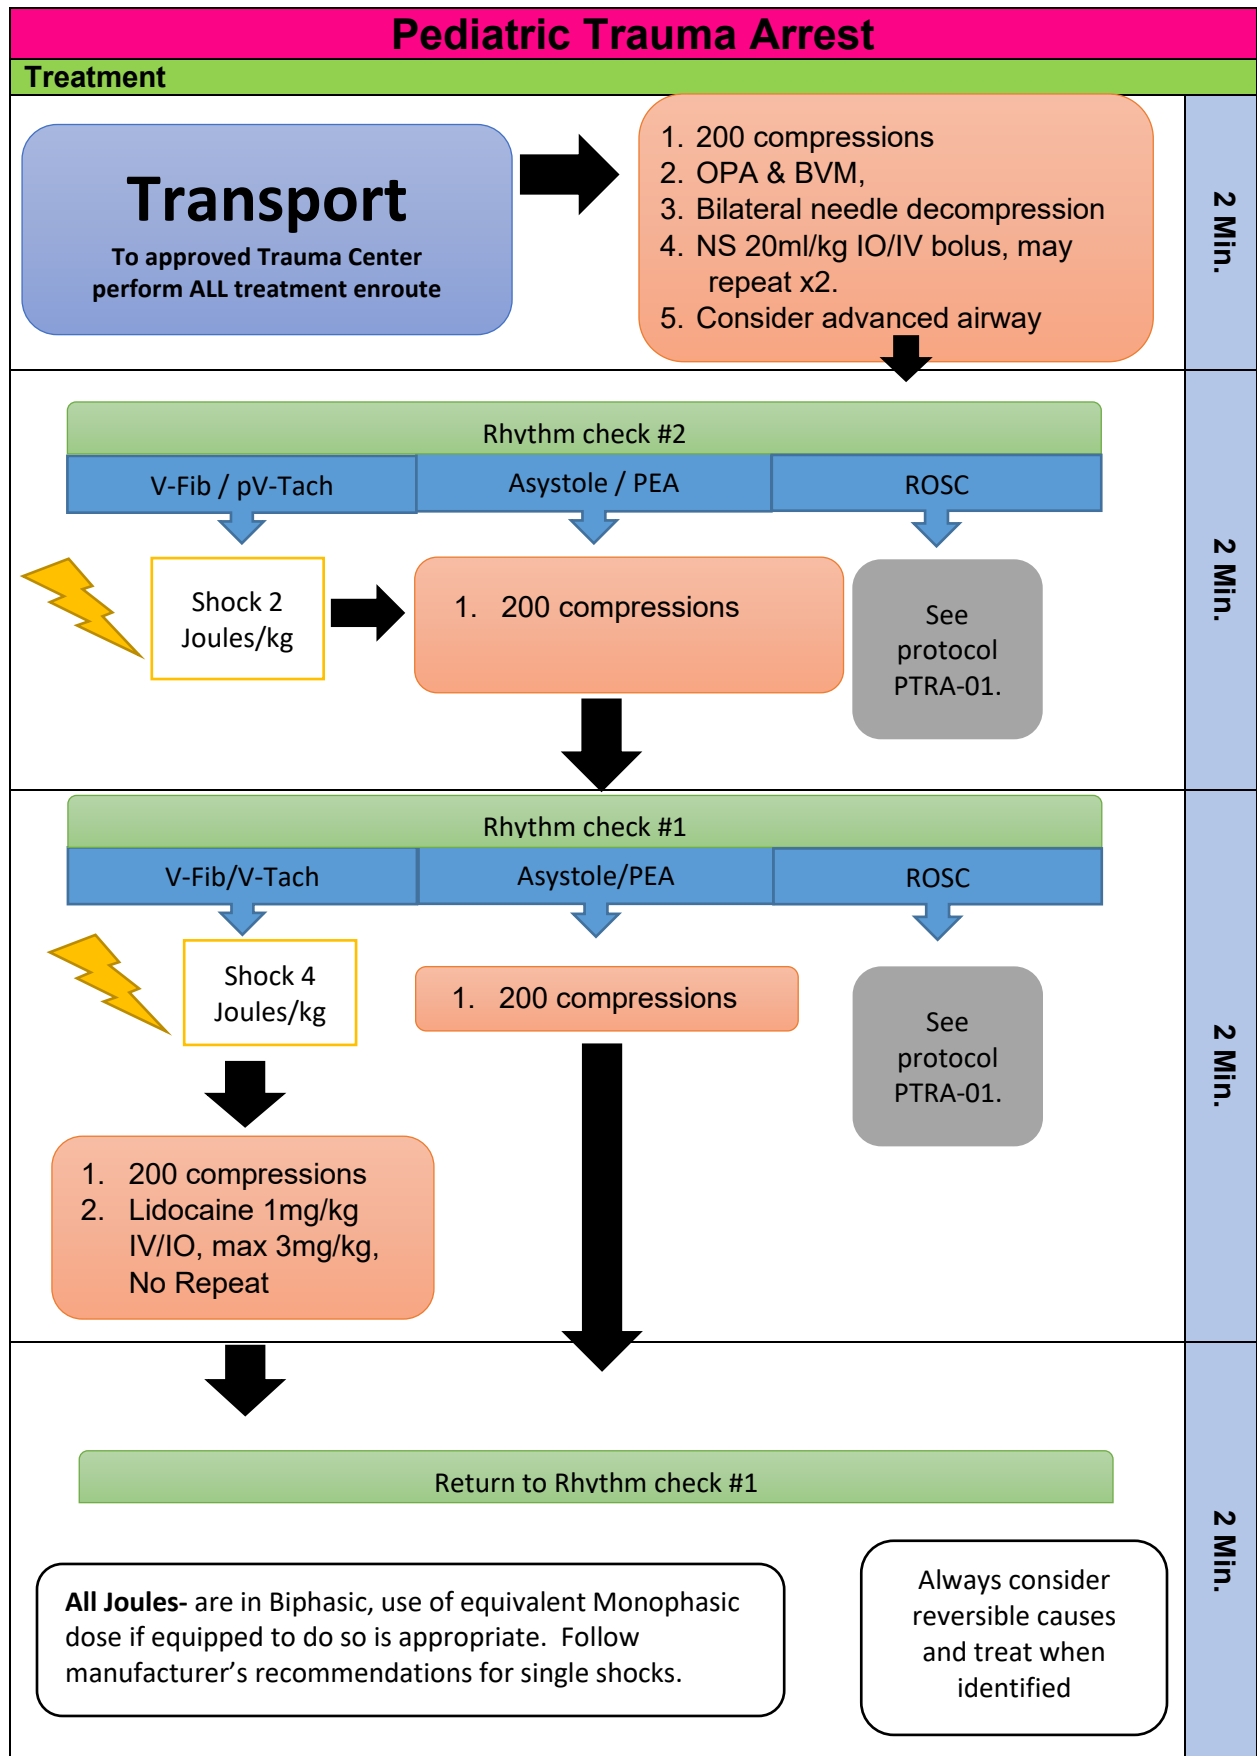 Pediatric Trauma Arrest
Treatment
Transport
To approved Trauma Center
perform ALL treatment enroute
1. 200 compressions
2. OPA & BVM,
3. Bilateral needle decompression
4. NS 20ml/kg IO/IV bolus, may
repeat x2.
5. Consider advanced airway
2 Min.
Rhythm check #2
V-Fib / pV-Tach
Asystole / PEA
ROSC
Shock 2
Joules/kg
1. 200 compressions
See
protocol
PTRA-01.
2 Min.
Rhythm check #1
V-Fib/V-Tach
Asystole/PEA
ROSC
Shock 4
Joules/kg
1. 200 compressions
See
protocol
PTRA-01.
1. 200 compressions
2. Lidocaine 1mg/kg
IV/IO, max 3mg/kg,
No Repeat
2 Min.
Return to Rhythm check #1
All Joules- are in Biphasic, use of equivalent Monophasic
dose if equipped to do so is appropriate. Follow
manufacturer's recommendations for single shocks.
Always consider
reversible causes
and treat when
identified
2 Min.